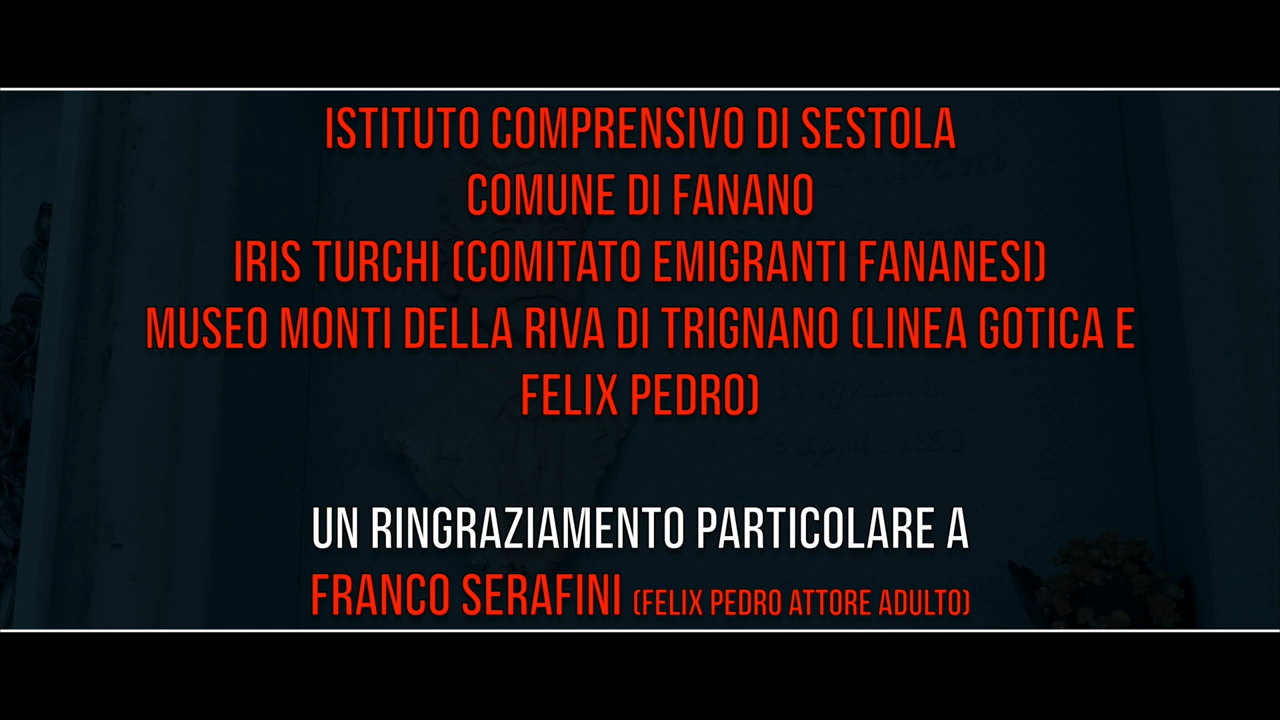 ISTITUTO COMPRENSIVO DI SESTOLA
COMUNE DI FANANO
IRIS TURCHI (COMITATO EMIGRANTI FANANESI)
MUSEO MONTI DELLA RIVA DI TRIGNANO (LINEA GOTICA E
FELIX PEDRO)
UN RINGRAZIAMENTO PARTICOLARE A
FRANCO SERAFINI (FELIX PEDRO ATTORE ADULTO)